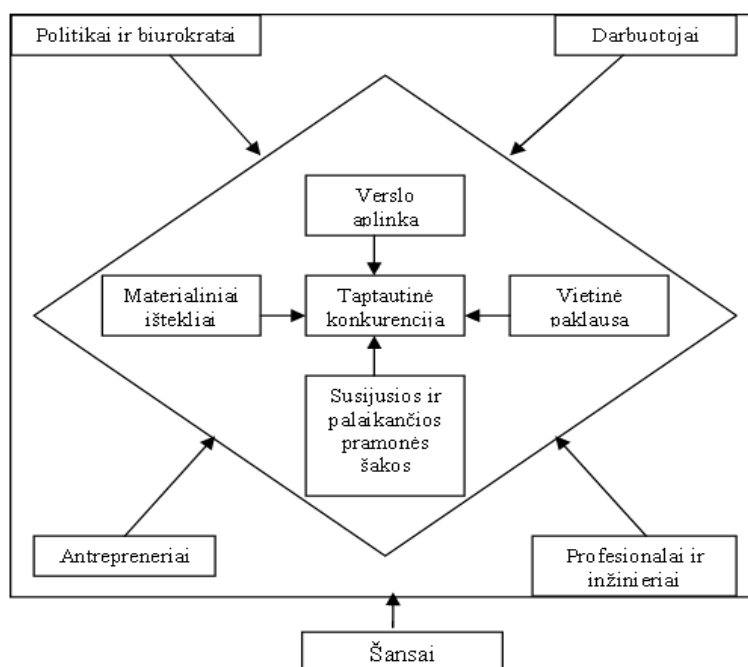 Politikai ir biurokratai
Darbuotojai
Verslo
aplinka
Materialiniai
ištekliai
Taptautinė
konkurencija
Vietinė
paklausa
Susijusios ir
palaikančios
pramonės
šakos
Antrepreneriai
Profesionalai ir
inžinieriai
Šansai